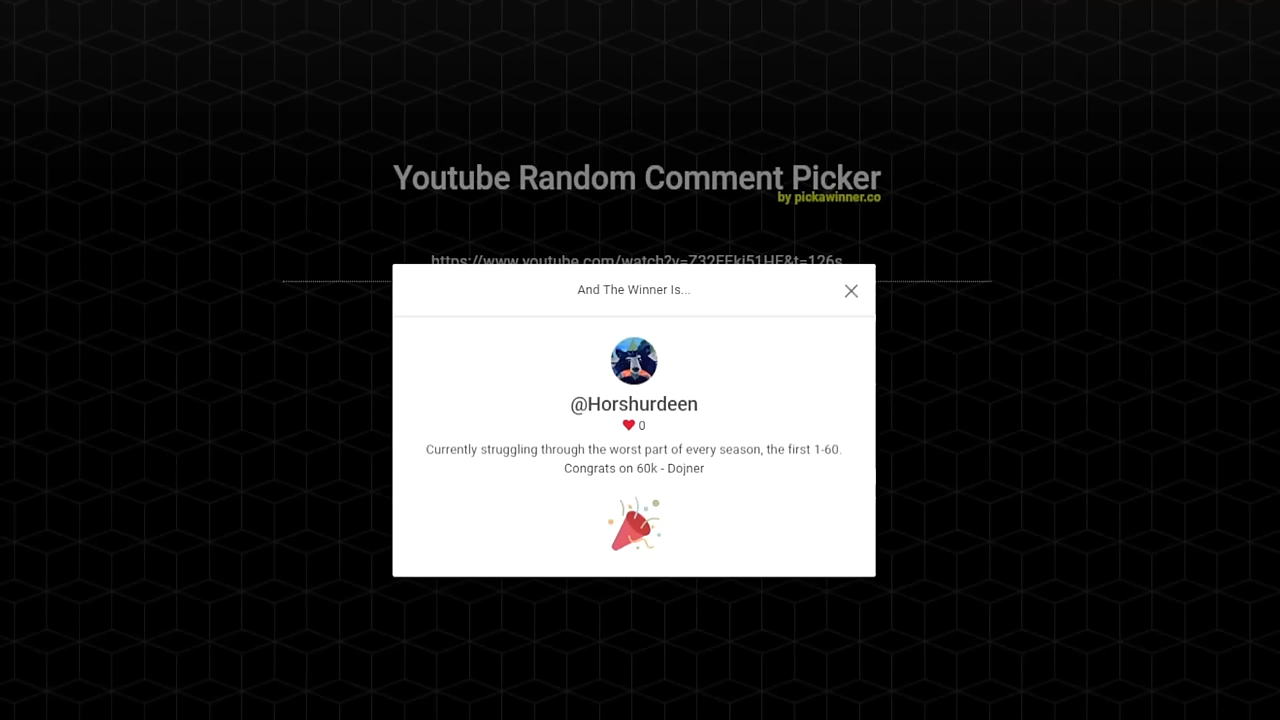 Youtube Random Comment Picker
by pickawinner.co
And The Winner Is...
@Horshurdeen
0
Currently struggling through the worst part of every season, the first 1-60.
Congrats on 60k - Dojner